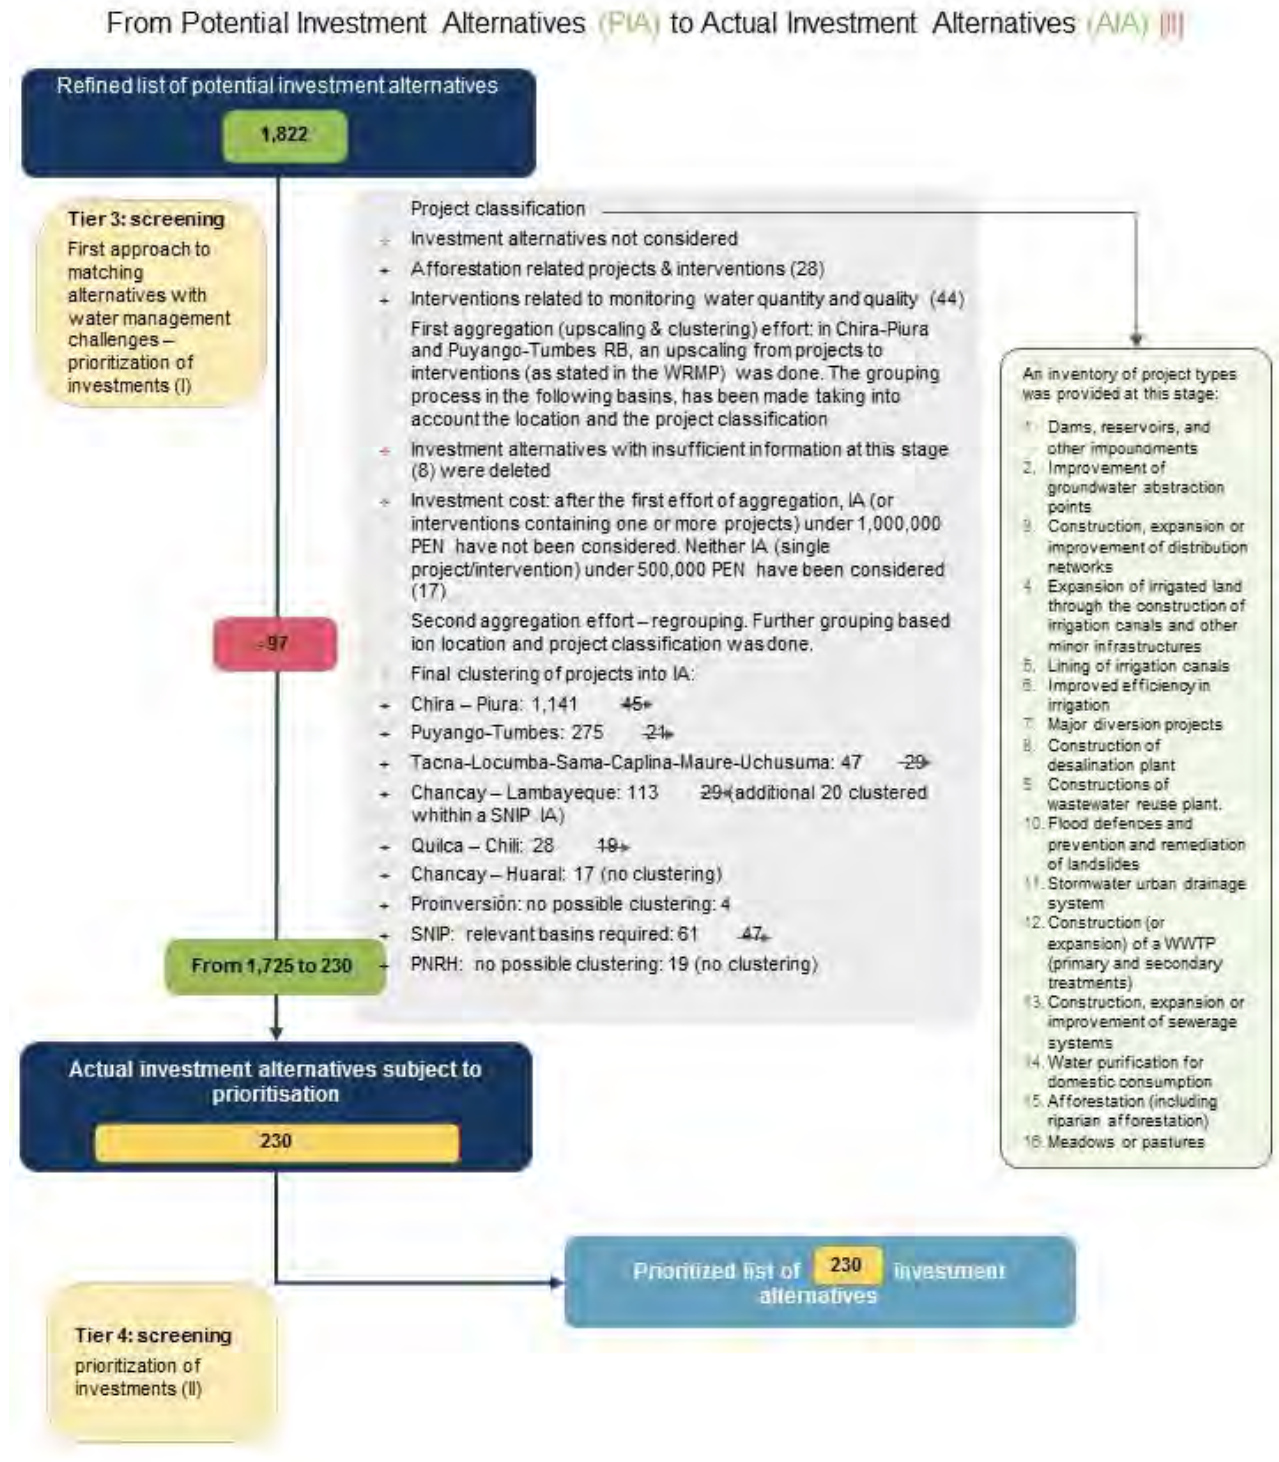 From Potential Investment Alternatives (PIA) to Actual Investment Alternatives (AIA) [II]
Refined list of potential investment alternatives
1,822
Tier 3: screening
First approach to
matching
alternatives with
water management
challenges –
prioritization of
investments (I)
Project classification
Investment alternatives not considered
Afforestation related projects & interventions (28)
Interventions related to monitoring water quantity and quality (44)
First aggregation (upscaling & clustering) effort: in Chira-Piura
and Puyango-Tumbes RB, an upscaling from projects to
interventions (as stated in the WRMP) was done. The grouping
process in the following basins, has been made taking into
account the location and the project classification
Investment alternatives with insufficient information at this stage
(8) were deleted
Investment cost: after the first effort of aggregation, IA (or
interventions containing one or more projects) under 1,000,000
PEN have not been considered. Neither IA (single
project/intervention) under 500,000 PEN have been considered
(17)
Second aggregation effort – regrouping. Further grouping based
ion location and project classification was done.
Final clustering of projects into IA:
Chira – Piura: 1,141 45
Puyango-Tumbes: 275 21
Tacna-Locumba-Sama-Caplina-Maure-Uchusuma: 47 29
Chancay – Lambayeque: 113 29 (additional 20 clustered
whithin a SNIP IA)
Quilca – Chili: 28 19
Chancay – Huaral: 17 (no clustering)
Proinversión: no possible clustering: 4
SNIP: relevant basins required: 61 47
PNRH: no possible clustering: 19 (no clustering)
-97
From 1,725 to 230
An inventory of project types
was provided at this stage:
1. Dams, reservoirs, and
other impoundments
2. Improvement of
groundwater abstraction
points
3. Construction, expansion or
improvement of distribution
networks
4. Expansion of irrigated land
through the construction of
irrigation canals and other
minor infrastructures
5. Lining of irrigation canals
6. Improved efficiency in
irrigation
7. Major diversion projects
8. Construction of
desalination plant
9. Constructions of
wastewater reuse plant.
10. Flood defences and
prevention and remediation
of landslides
11. Stormwater urban drainage
system
12. Construction (or
expansion) of a WWTP
(primary and secondary
treatments)
13. Construction, expansion or
improvement of sewerage
systems
14. Water purification for
domestic consumption
15. Afforestation (including
riparian afforestation)
16. Meadows or pastures
Actual investment alternatives subject to
prioritisation
230
Prioritized list of 230 investment
alternatives
Tier 4: screening
prioritization of
investments (II)